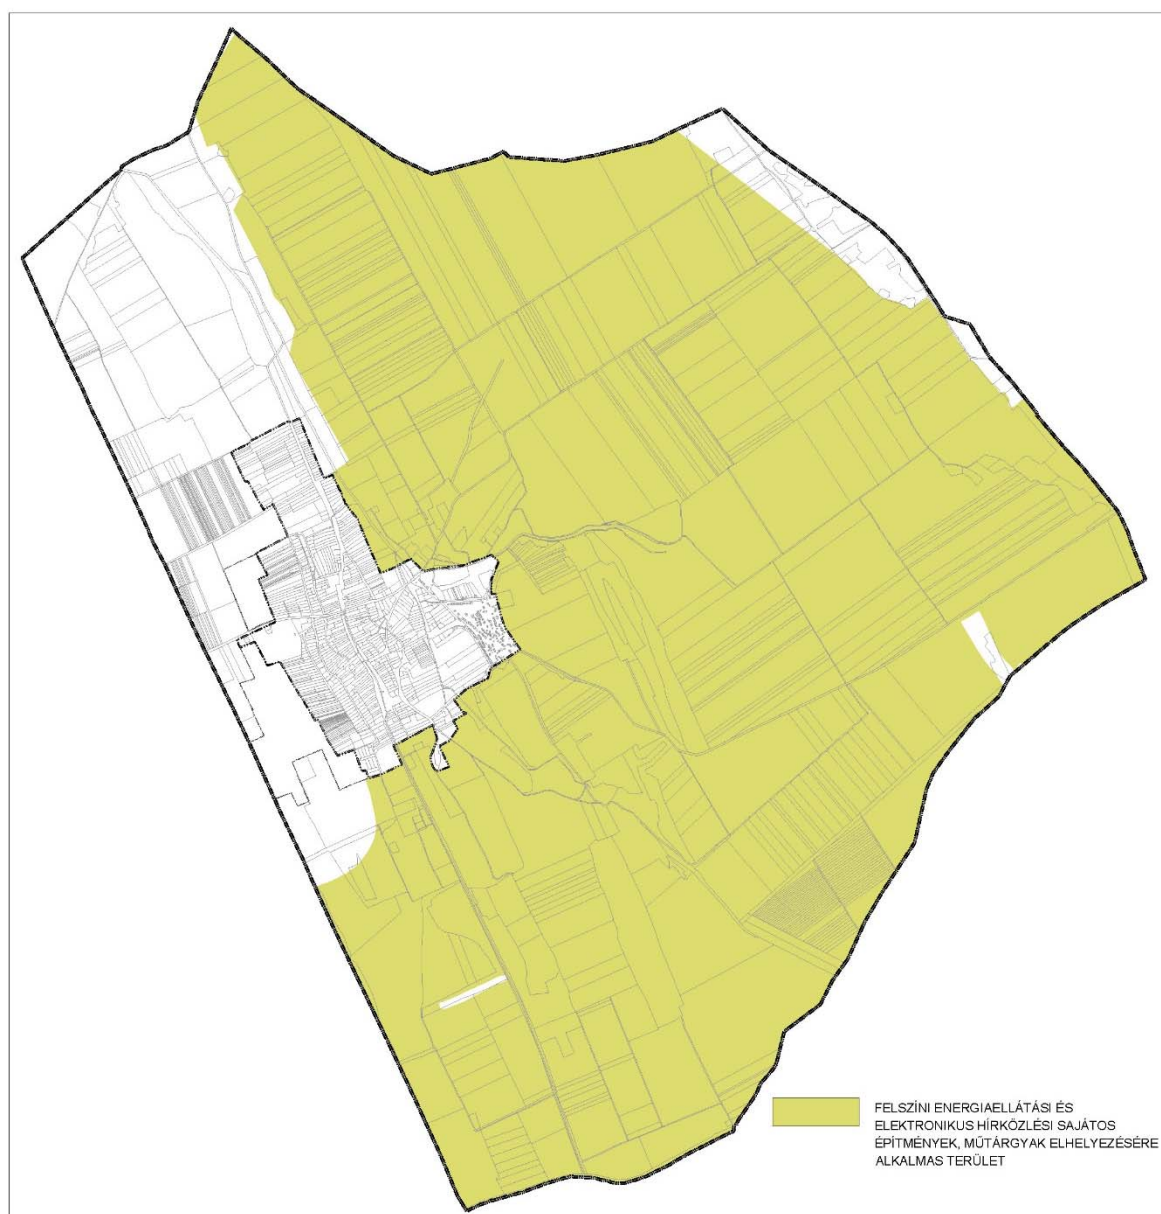 FELSZÍNI ENERGIAELLÁTÁSI ÉS
ELEKTRONIKUS HÍRKÖZLÉSI SAJÁTOS
ÉPÍTMÉNYEK, MŰTÁRGYAK ELHELYEZÉSÉRE
ALKALMAS TERÜLET